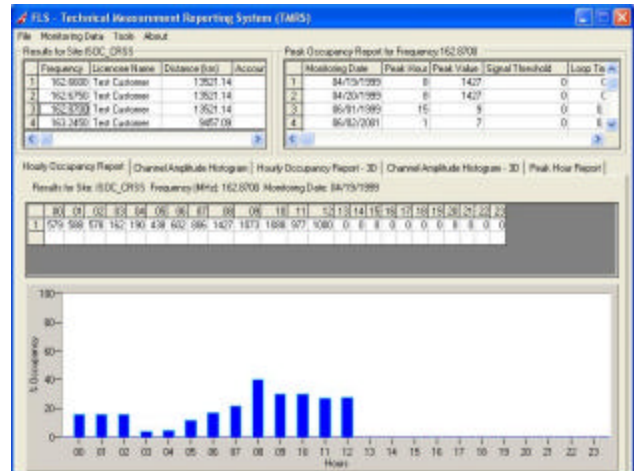 FLS - Technical Measurement Reporting System (TMRS)
File Monitoring Data Tools About
Results for Site: ISOC_CRSS
Frequency Licensee Name Distance (km) Accour
1 162.6000 Test Customer 13521.14
2 162.6750 Test Customer 13521.14
3 162.8700 Test Customer 13521.14
4 163.2450 Test Customer 9457.09
Peak Occupancy Report for Frequency:162.8700
Monitoring Date Peak Hour Peak Value Signal Threshold Loop Ti
1 04/19/1999 8 1427 0
2 04/20/1999 8 1427 0
3 06/01/1999 15 9 0
4 06/02/2001 1 7 0
Hourly Occupancy Report Channel Amplitude Histogram Hourly Occupancy Report - 3D Channel Amplitude Histogram - 3D Peak Hour Report
Results for Site: ISOC_CRSS Frequency (MHz): 162.8700 Monitoring Date: 04/19/1999
00 01 02 03 04 05 06 07 08 09 10 11 12 13 14 15 16 17 18 19 20 21 22 23
1 579 588 578 162 190 438 602 806 1427 1073 1088 977 1000 0 0 0 0 0 0 0 0 0 0 0
% Occupancy
100
80
60
40
20
0
00 01 02 03 04 05 06 07 08 09 10 11 12 13 14 15 16 17 18 19 20 21 22 23
Hours